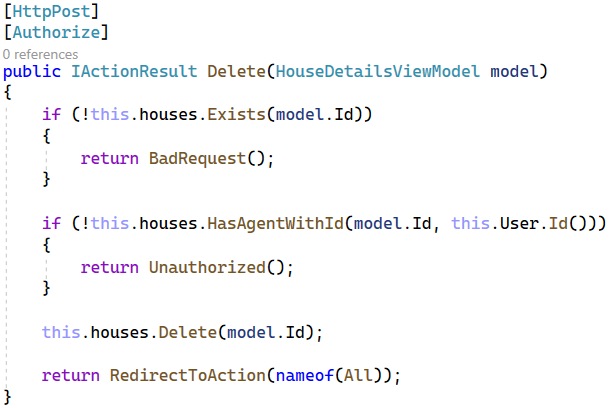 [HttpPost]
[Authorize]
0 references
public IActionResult Delete(HouseDetailsViewModel model)
{
    if (!this.houses.Exists(model.Id))
    {
        return BadRequest();
    }

    if (!this.houses.HasAgentWithId(model.Id, this.User.Id()))
    {
        return Unauthorized();
    }

    this.houses.Delete(model.Id);

    return RedirectToAction(nameof(All));
}